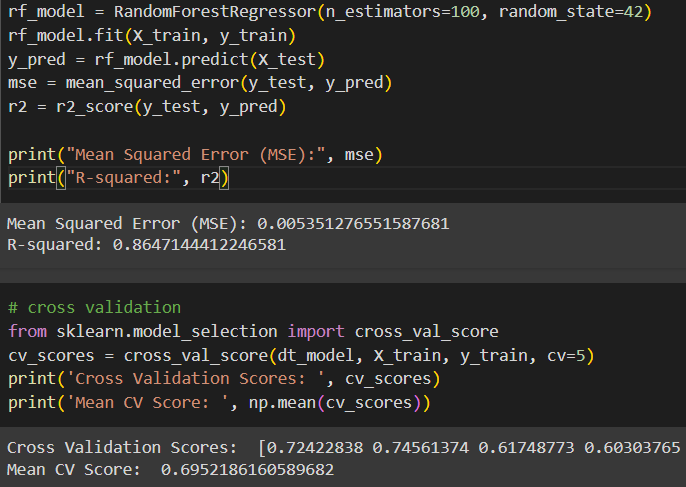 rf_model = RandomForestRegressor(n_estimators=100, random_state=42)
rf_model.fit(X_train, y_train)
y_pred = rf_model.predict(X_test)
mse = mean_squared_error(y_test, y_pred)
r2 = r2_score(y_test, y_pred)
print("Mean Squared Error (MSE):", mse)
print("R-squared:", r2)
Mean Squared Error (MSE): 0.005351276551587681
R-squared: 0.8647144412246581
# cross validation
from sklearn.model_selection import cross_val_score
cv_scores = cross_val_score(dt_model, X_train, y_train, cv=5)
print('Cross Validation Scores: ', cv_scores)
print('Mean CV Score: ', np.mean(cv_scores))
Cross Validation Scores:  [0.72422838 0.74561374 0.61748773 0.60303765
Mean CV Score:  0.6952186160589682